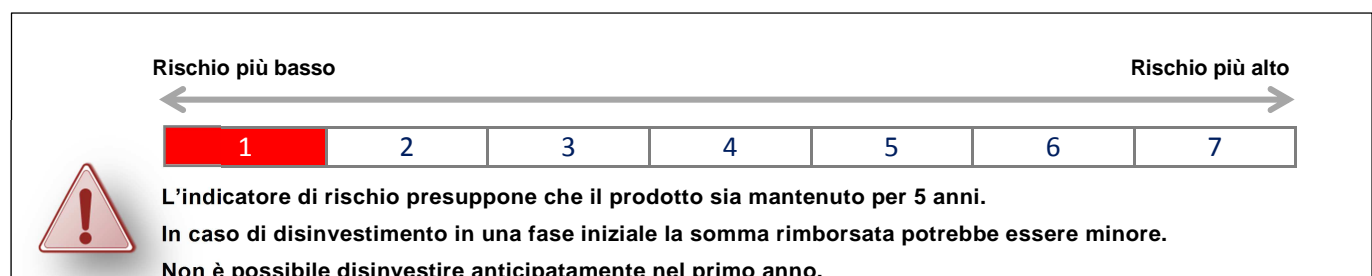 Rischio più basso Rischio più alto
1 2 3 4 5 6 7
L'indicatore di rischio presuppone che il prodotto sia mantenuto per 5 anni.
In caso di disinvestimento in una fase iniziale la somma rimborsata potrebbe essere minore.
Non è possibile disinvestire anticipatamente nel primo anno.